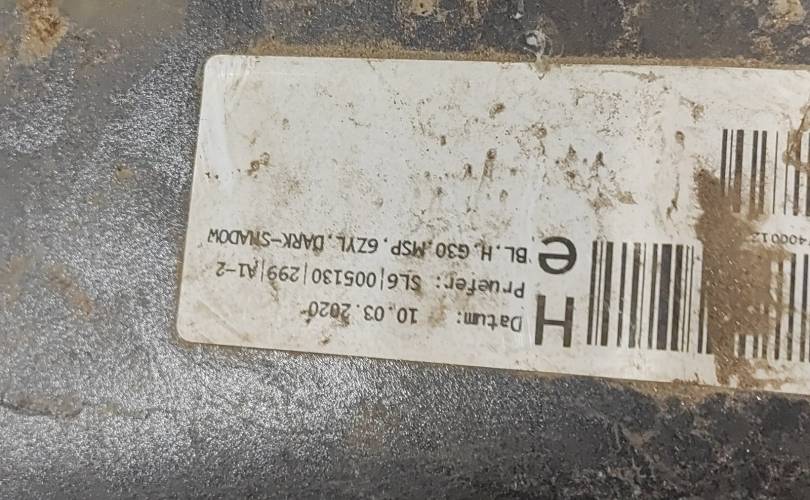 H
Datum: 10.03.2020
Pruefer: SL6|005130|299|A1-2
e
BL.H.G30.MSP.6ZYL.DARK-SHADOW